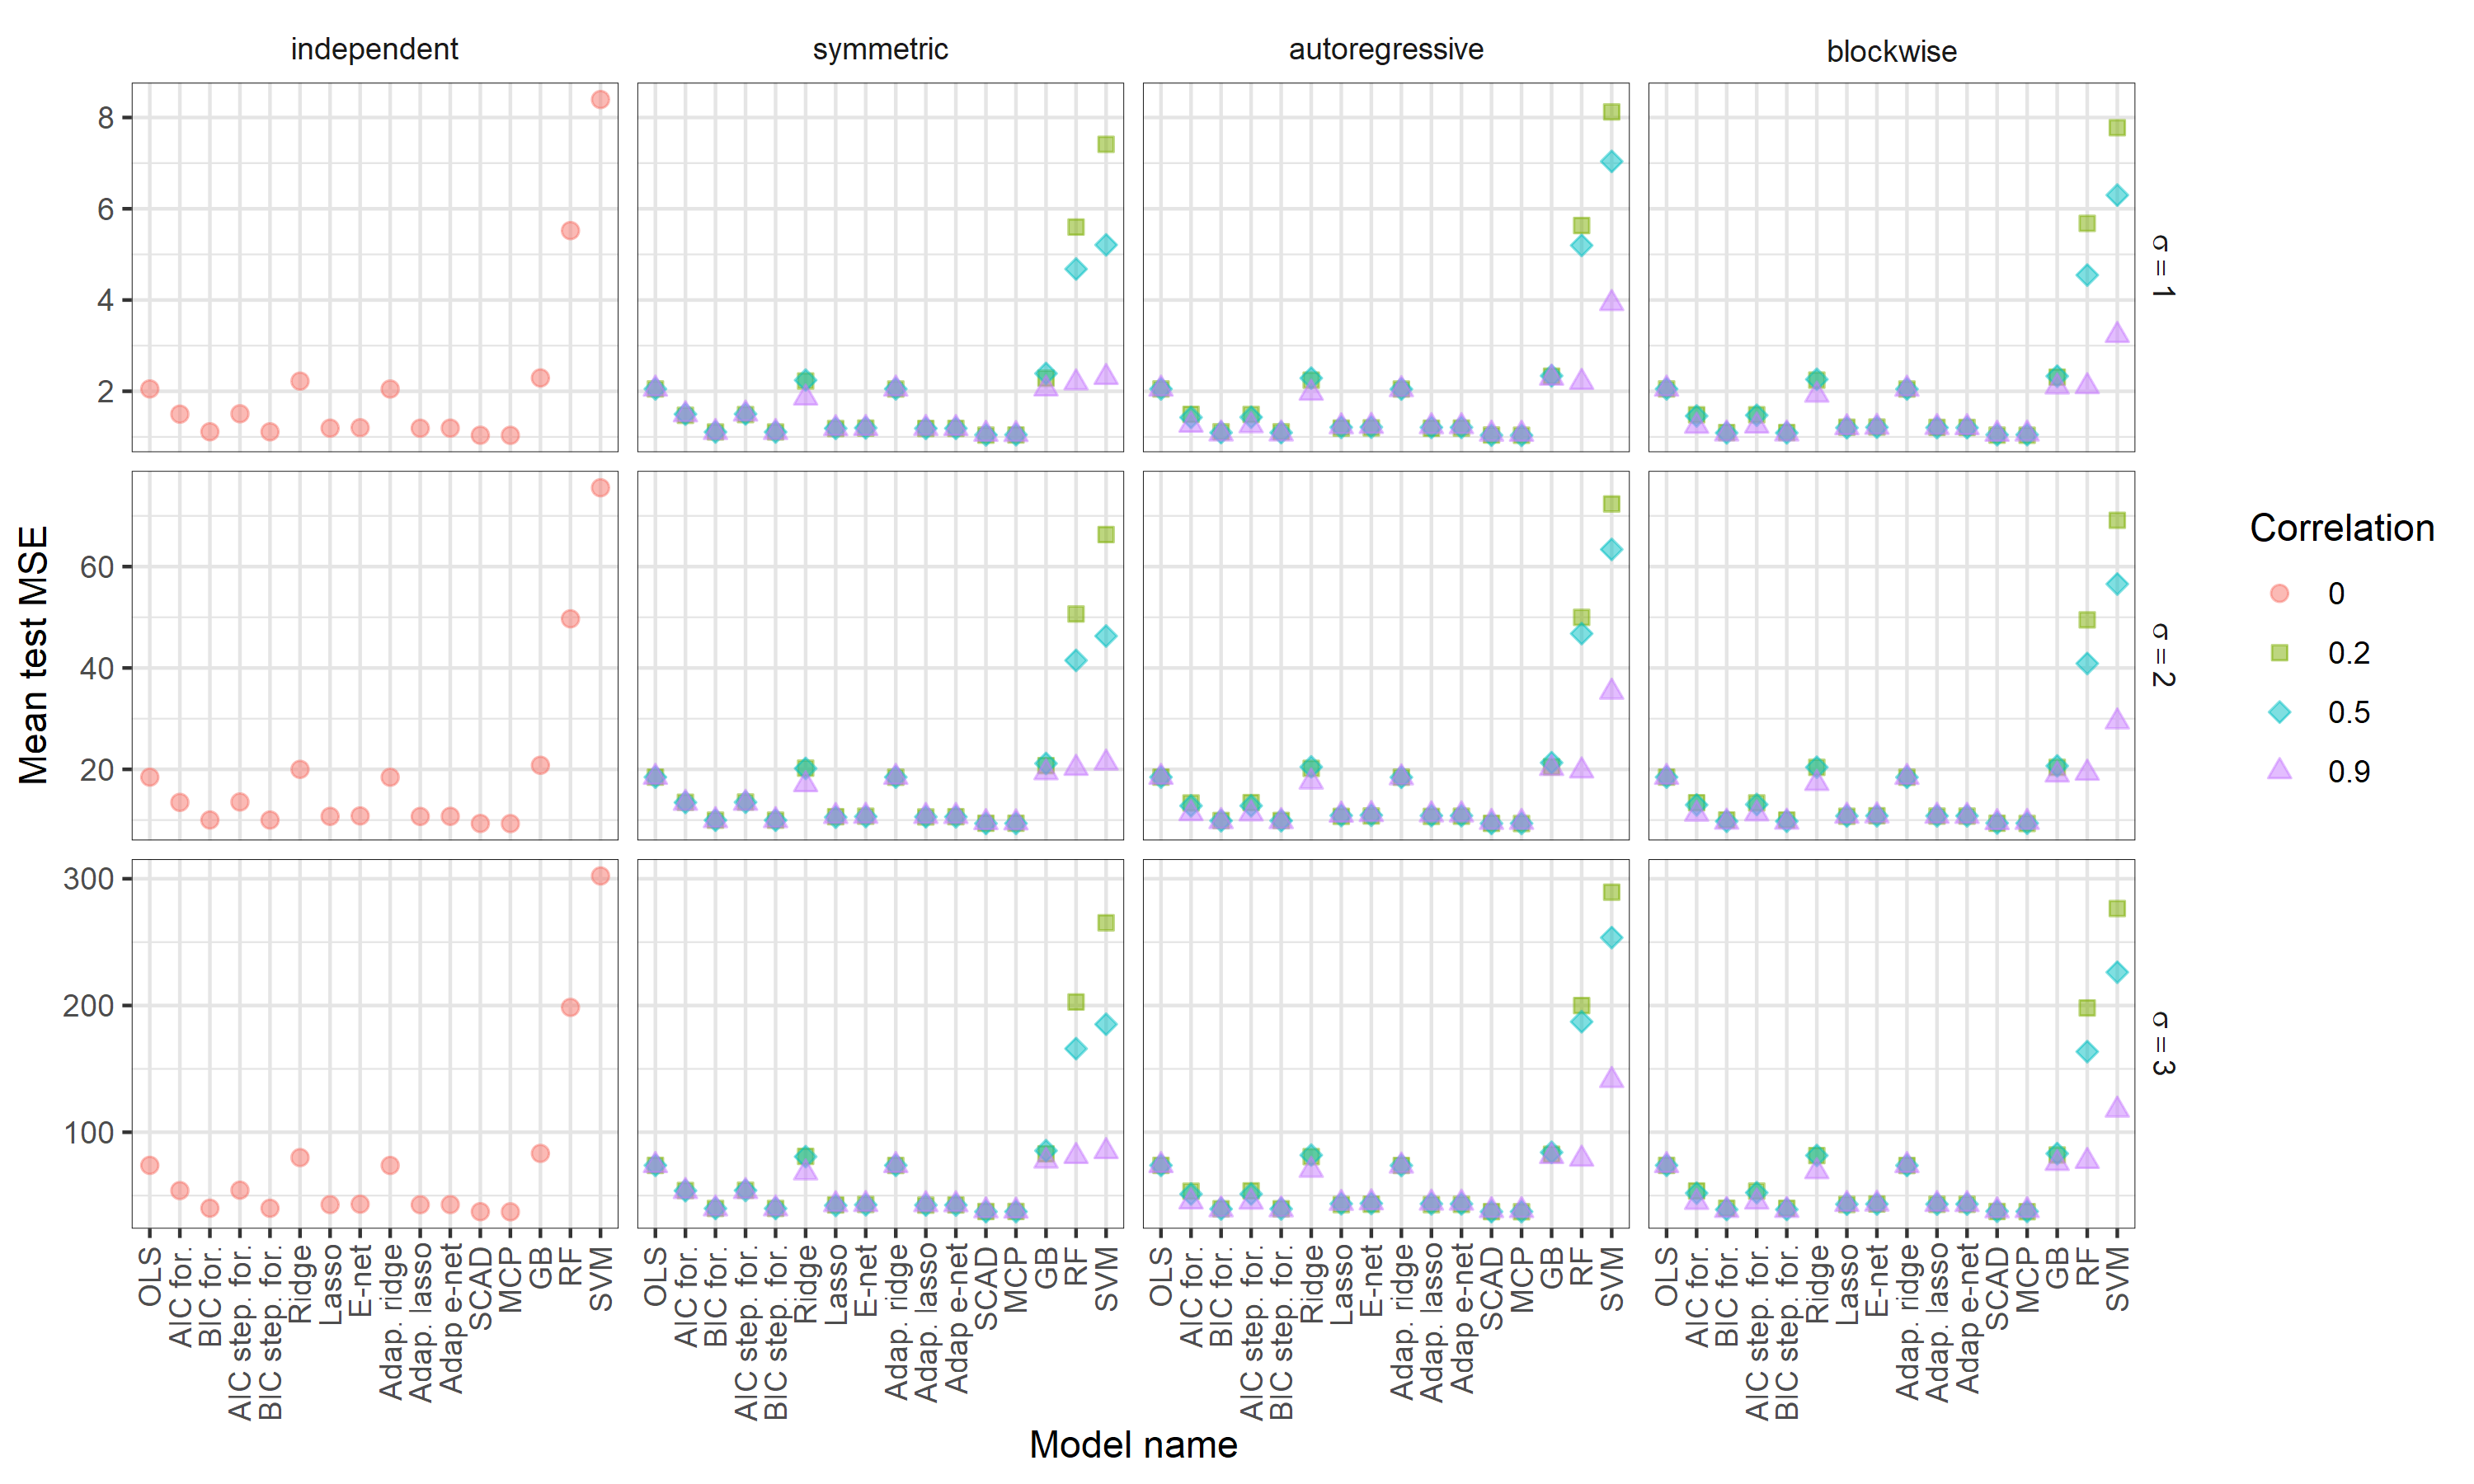 independent symmetric autoregressive blockwise
8
6
4
2
σ = 1
60
40
20
σ = 2
300
200
100
σ = 3
Mean test MSE
OLS AIC for. BIC for. AIC step. for. BIC step. for. Ridge Lasso E-net Adap. ridge Adap. lasso Adap e-net SCAD MCP GB RF SVM
OLS AIC for. BIC for. AIC step. for. BIC step. for. Ridge Lasso E-net Adap. ridge Adap. lasso Adap e-net SCAD MCP GB RF SVM
OLS AIC for. BIC for. AIC step. for. BIC step. for. Ridge Lasso E-net Adap. ridge Adap. lasso Adap e-net SCAD MCP GB RF SVM
OLS AIC for. BIC for. AIC step. for. BIC step. for. Ridge Lasso E-net Adap. ridge Adap. lasso Adap e-net SCAD MCP GB RF SVM
Model name
Correlation
0
0.2
0.5
0.9